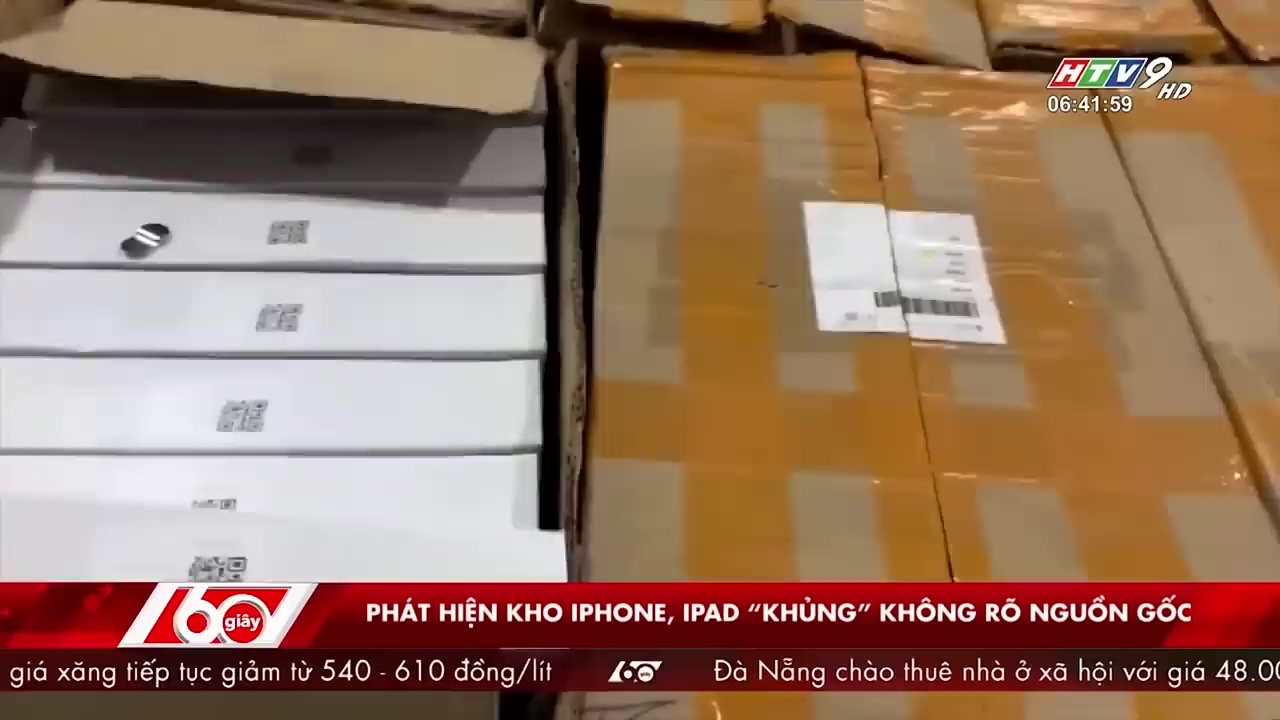 HTV9 HD
06:41:59
60 giây
PHÁT HIỆN KHO IPHONE, IPAD “KHỦNG” KHÔNG RÕ NGUỒN GỐC
giá xăng tiếp tục giảm từ 540 - 610 đồng/lít
60 giây
Đà Nẵng chào thuê nhà ở xã hội với giá 48.00